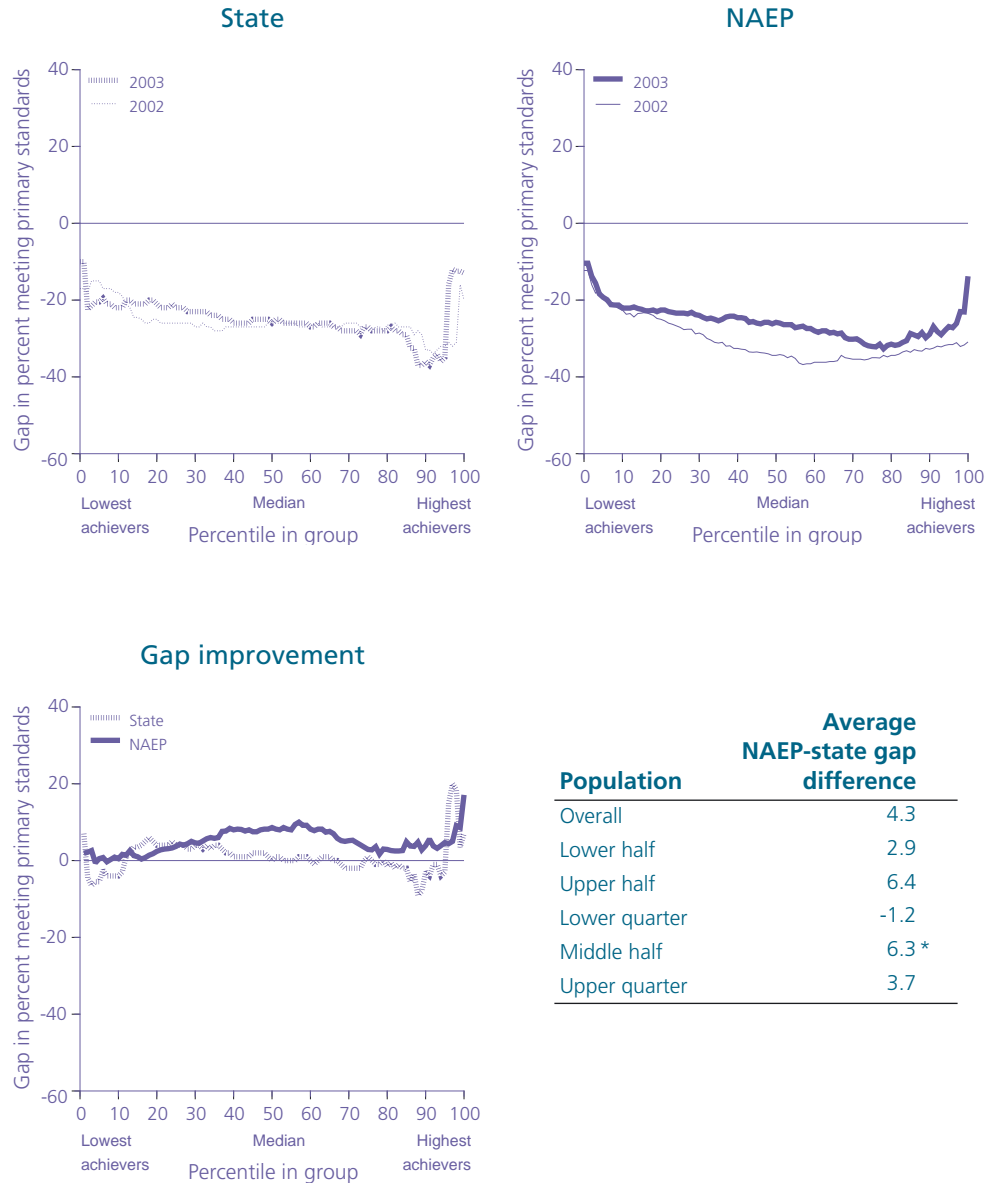 State
40
20
0
-20
-40
-60
Gap in percent meeting primary standards
2003
2002
0 10 20 30 40 50 60 70 80 90 100
Lowest achievers
Median
Highest achievers
Percentile in group
NAEP
40
20
0
-20
-40
-60
Gap in percent meeting primary standards
2003
2002
0 10 20 30 40 50 60 70 80 90 100
Lowest achievers
Median
Highest achievers
Percentile in group
Gap improvement
40
20
0
-20
-40
-60
Gap in percent meeting primary standards
State
NAEP
0 10 20 30 40 50 60 70 80 90 100
Lowest achievers
Median
Highest achievers
Percentile in group
Average
NAEP-state gap
Population difference
Overall 4.3
Lower half 2.9
Upper half 6.4
Lower quarter -1.2
Middle half 6.3 *
Upper quarter 3.7